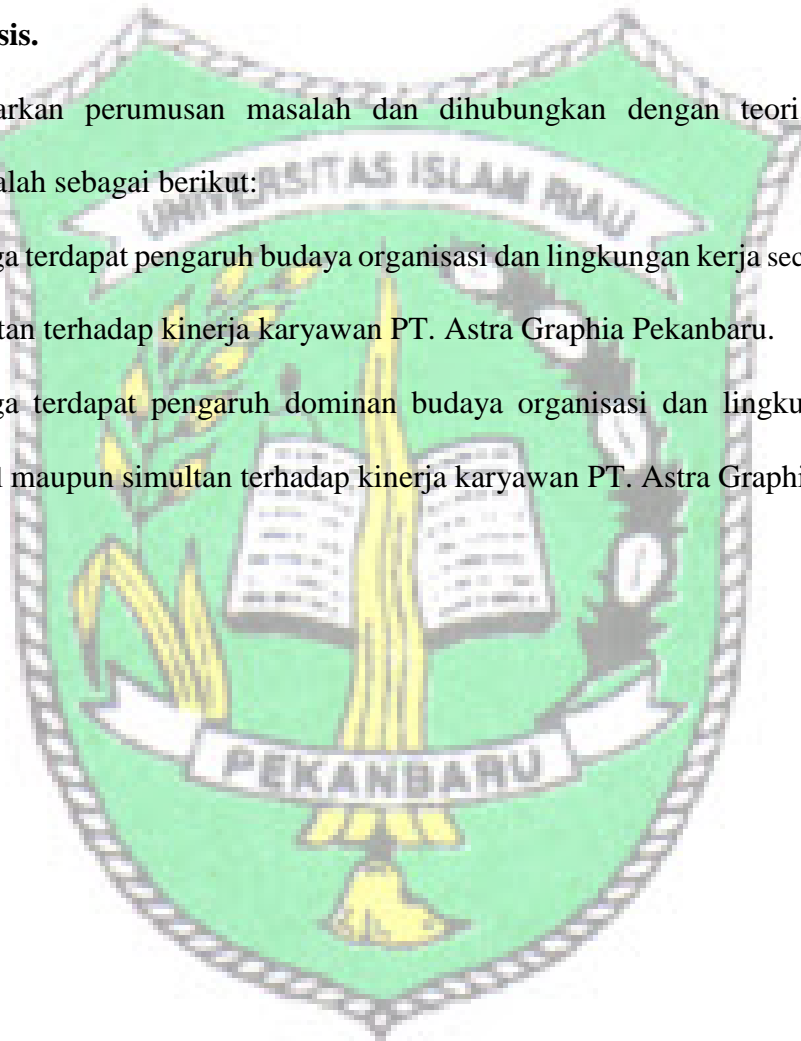 sis.
arkan perumusan masalah dan dihubungkan dengan teori
alah sebagai berikut:
UNIVERSITAS ISLAM RIAU
ga terdapat pengaruh budaya organisasi dan lingkungan kerja sec
tan terhadap kinerja karyawan PT. Astra Graphia Pekanbaru.
ga terdapat pengaruh dominan budaya organisasi dan lingku
l maupun simultan terhadap kinerja karyawan PT. Astra Graphi
PEKANBARU